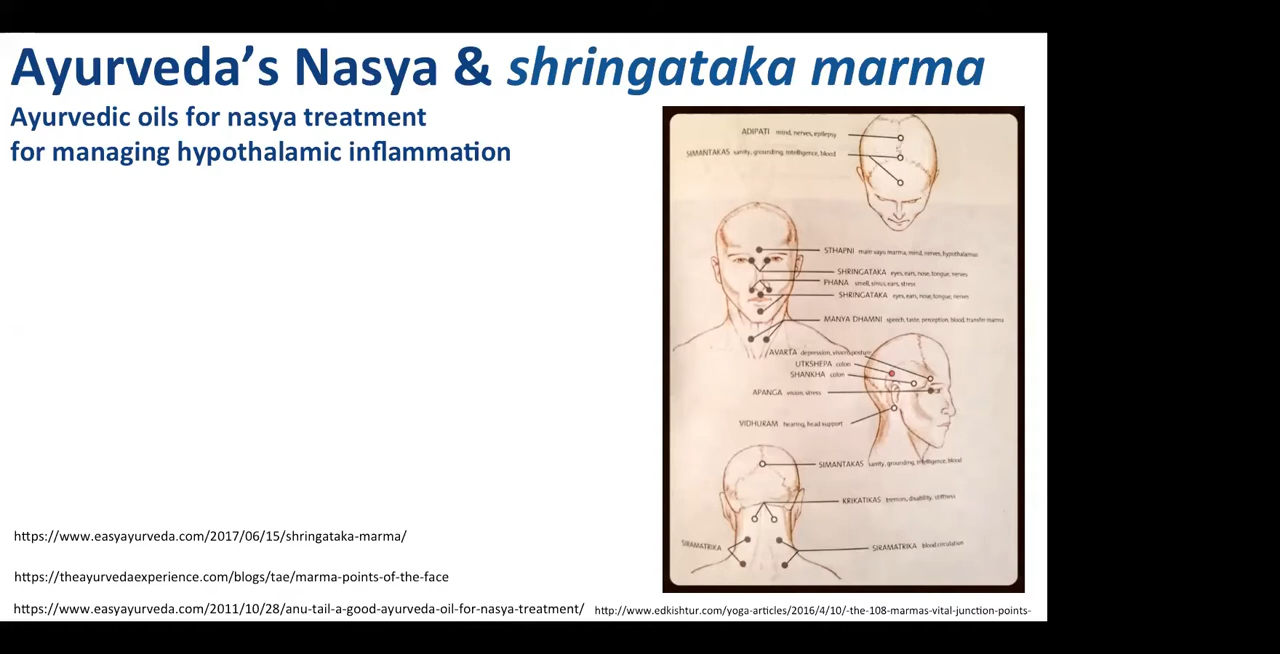 Ayurveda's Nasya & shringataka marma
Ayurvedic oils for nasya treatment
for managing hypothalamic inflammation
ADIPATI mind, nerves, epilepsy
SIMANTAKAS sanity, grounding, intelligence, blood
STHAPNI main vayu marma, mind, nerves, hypothalamus
SHRINGATAKA eyes, ears, nose, tongue, nerves
PHANA smell, sinus, ears, stress
SHRINGATAKA eyes, ears, nose, tongue, nerves
MANYA DHAMNI speech, taste, perception, blood, transfer marma
AVARTA depression, vision, posture
UTKSHEPA colon
SHANKHA colon
APANGA vision, stress
VIDHURAM hearing, head support
SIMANTAKAS sanity, grounding, intelligence, blood
KRIKATIKAS tremors, disability, stiffness
SIRAMATRIKA
SIRAMATRIKA blood circulation
https://www.easyayurveda.com/2017/06/15/shringataka-marma/
https://theayurvedaexperience.com/blogs/tae/marma-points-of-the-face
https://www.easyayurveda.com/2011/10/28/anu-tail-a-good-ayurveda-oil-for-nasya-treatment/
http://www.edkishtur.com/yoga-articles/2016/4/10/-the-108-marmas-vital-junction-points-